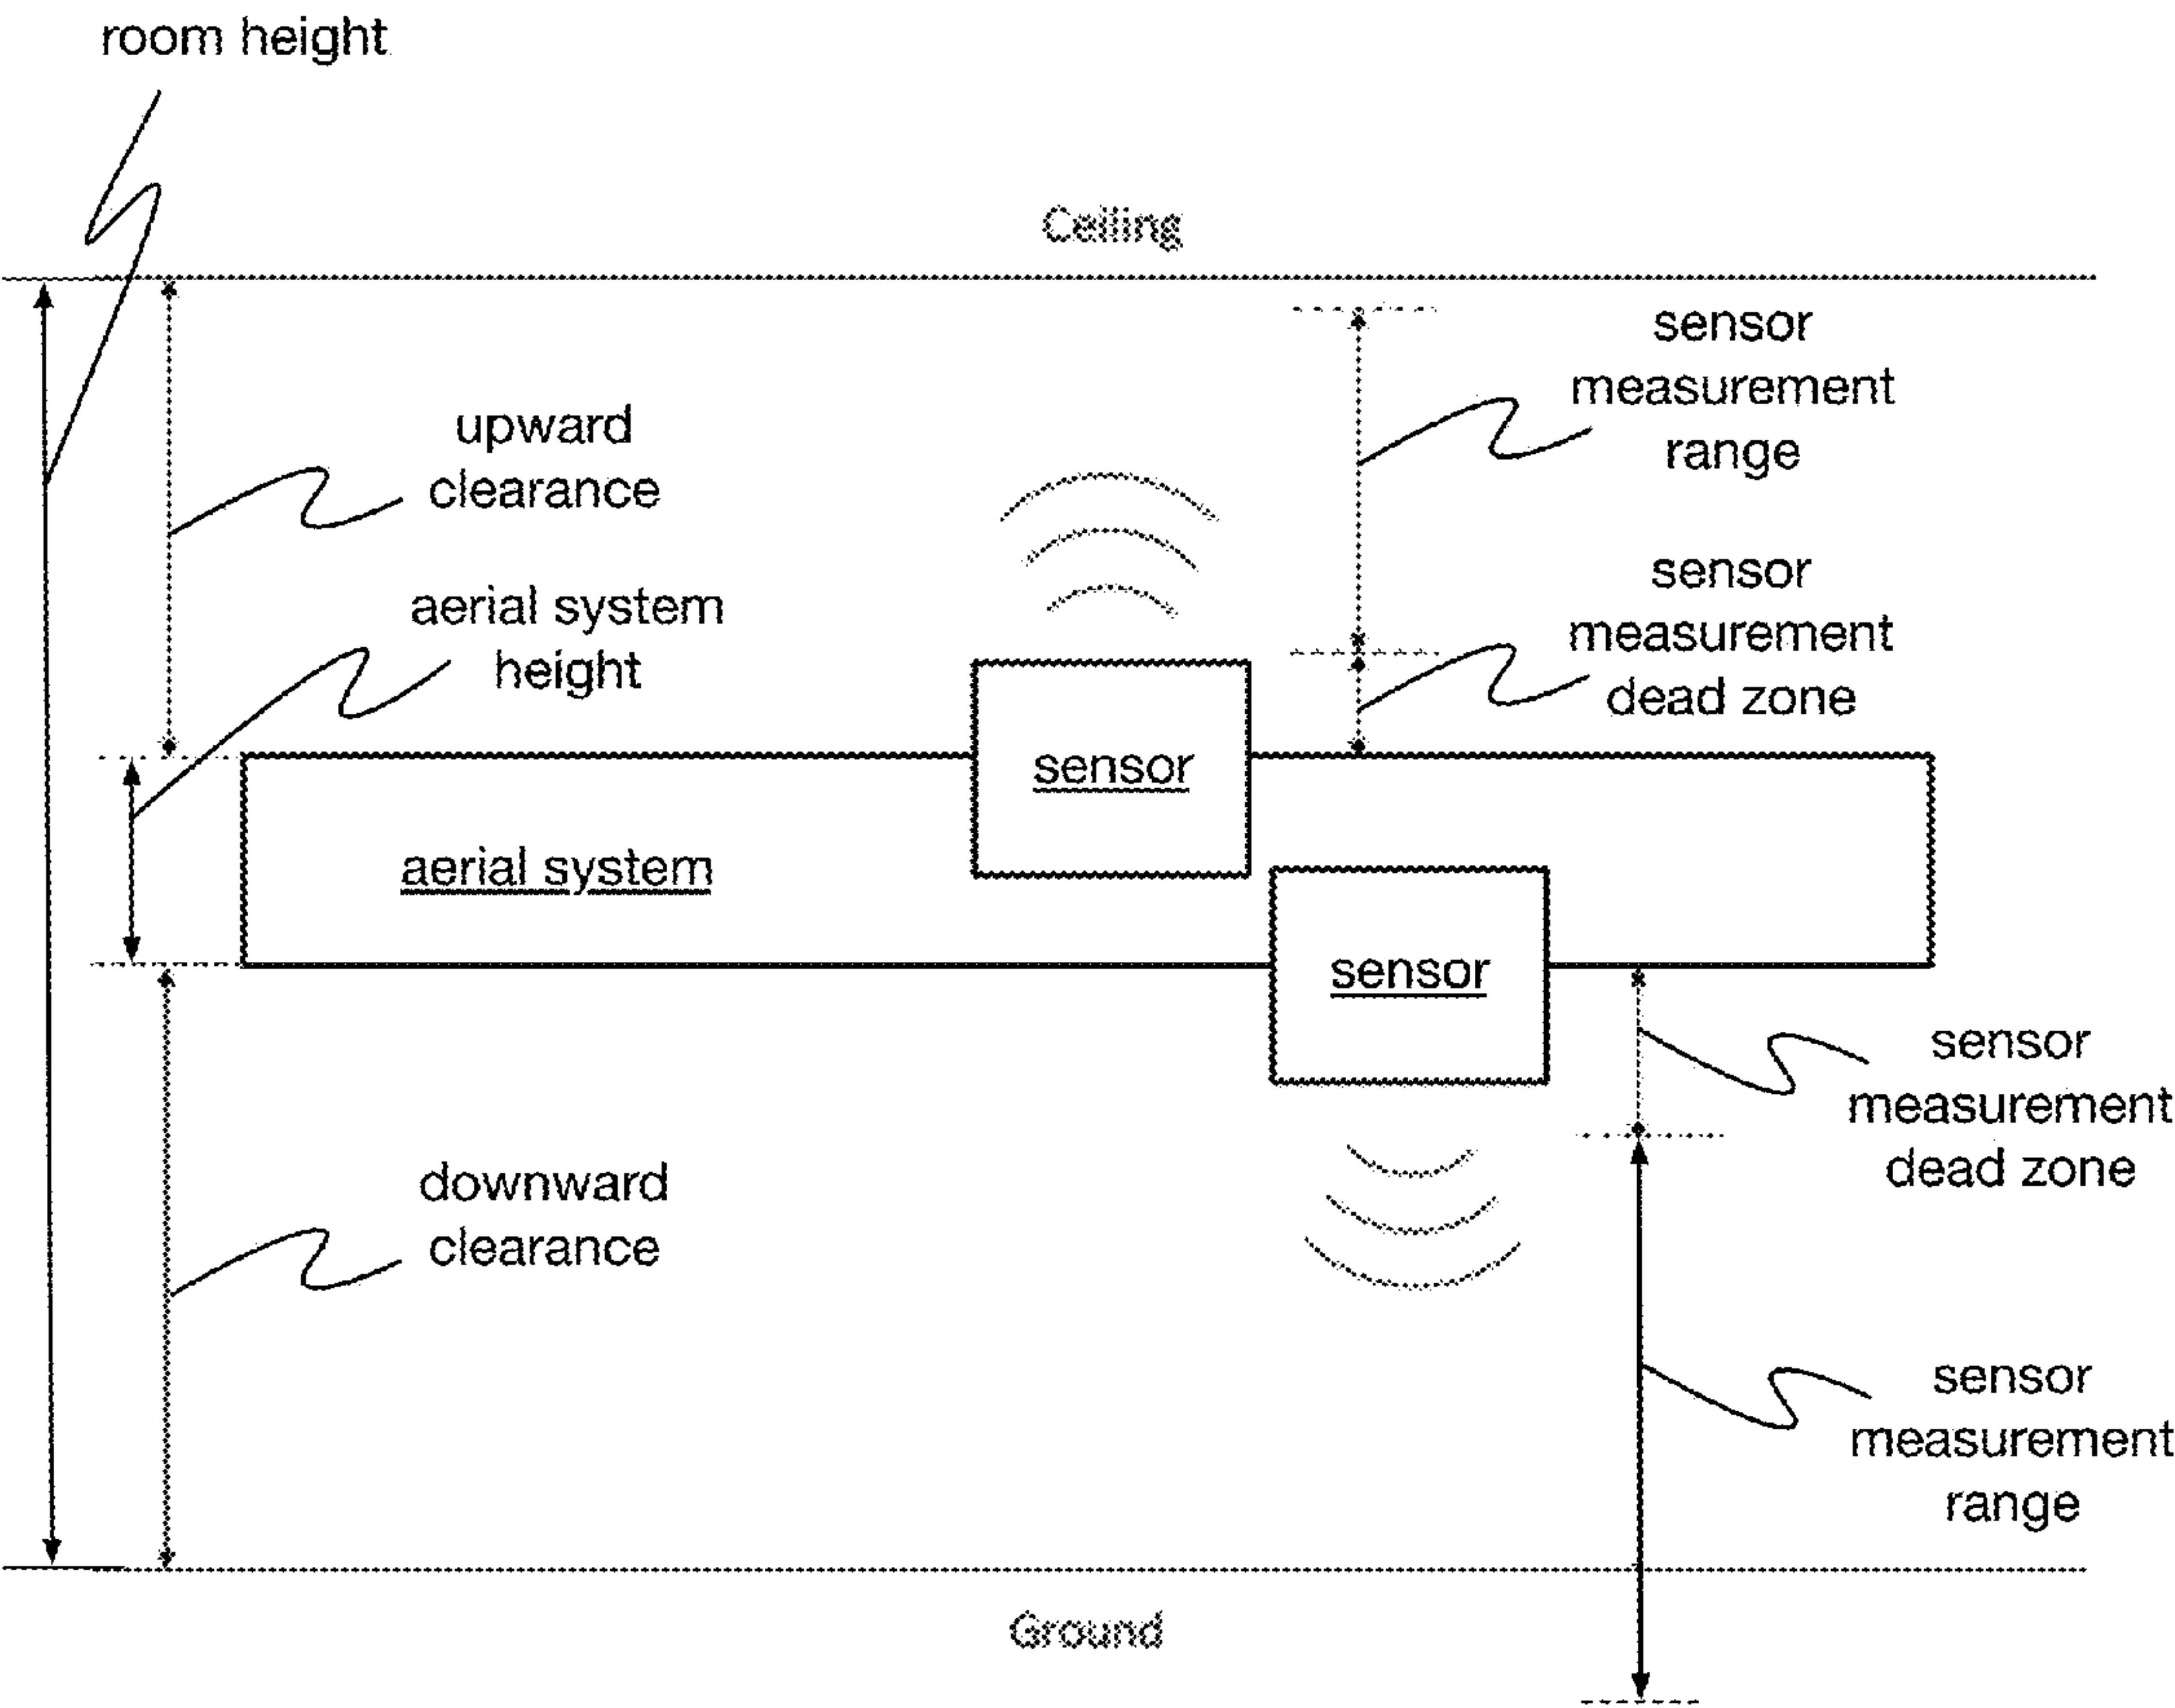 room height
Ceiling
sensor
measurement
range
upward
clearance
sensor
measurement
dead zone
aerial system
height
sensor
aerial system
sensor
sensor
measurement
dead zone
downward
clearance
sensor
measurement
range
Ground